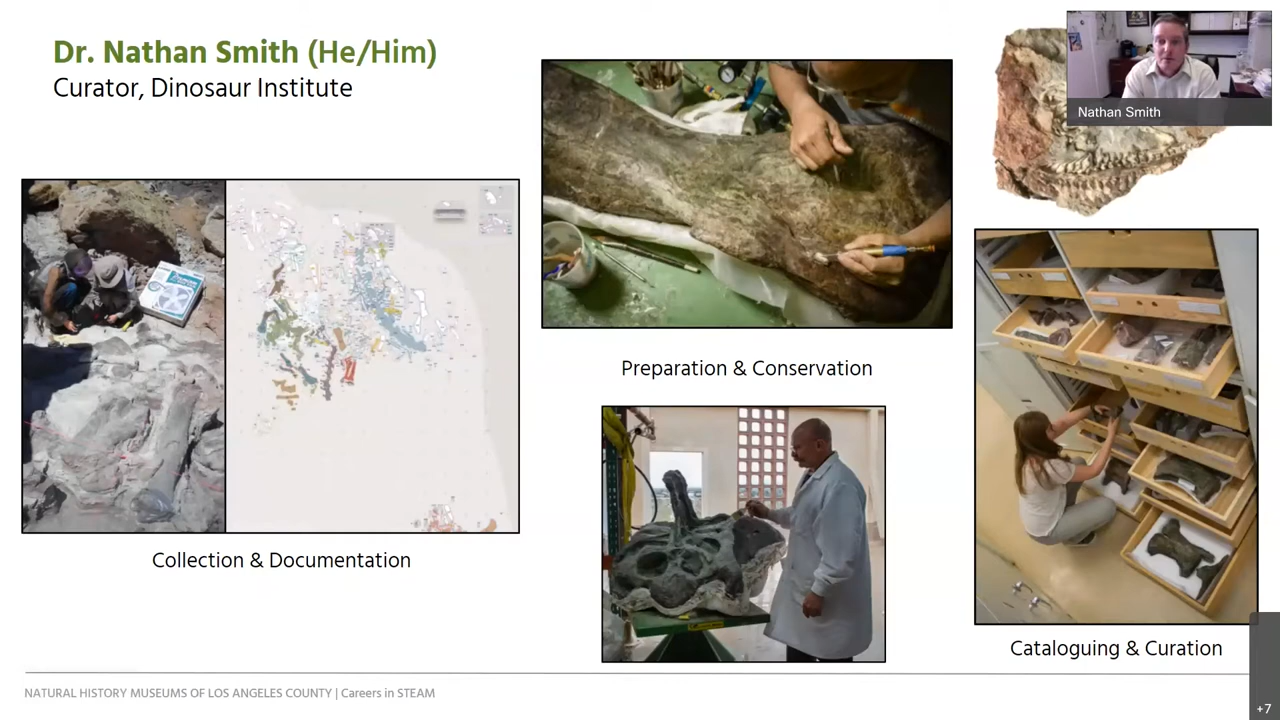 Dr. Nathan Smith (He/Him)
Curator, Dinosaur Institute
Nathan Smith
Preparation & Conservation
Collection & Documentation
Cataloguing & Curation
NATURAL HISTORY MUSEUMS OF LOS ANGELES COUNTY | Careers in STEAM
+7